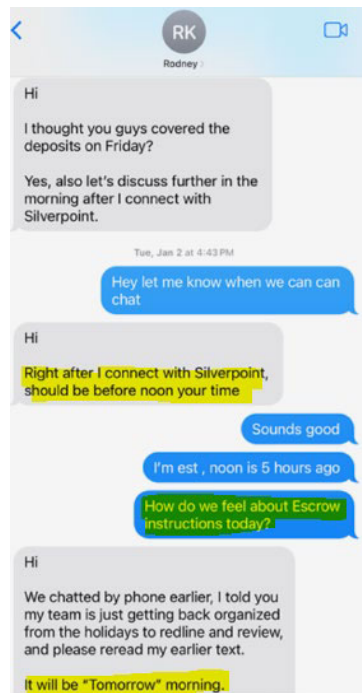 RK
Rodney
Hi
I thought you guys covered the
deposits on Friday?
Yes, also let's discuss further in the
morning after I connect with
Silverpoint.
Tue, Jan 2 at 4:43 PM
Hey let me know when we can can
chat
Hi
Right after I connect with Silverpoint,
should be before noon your time
Sounds good
I'm est , noon is 5 hours ago
How do we feel about Escrow
instructions today?
Hi
We chatted by phone earlier, I told you
my team is just getting back organized
from the holidays to redline and review,
and please reread my earlier text.
It will be "Tomorrow" morning.